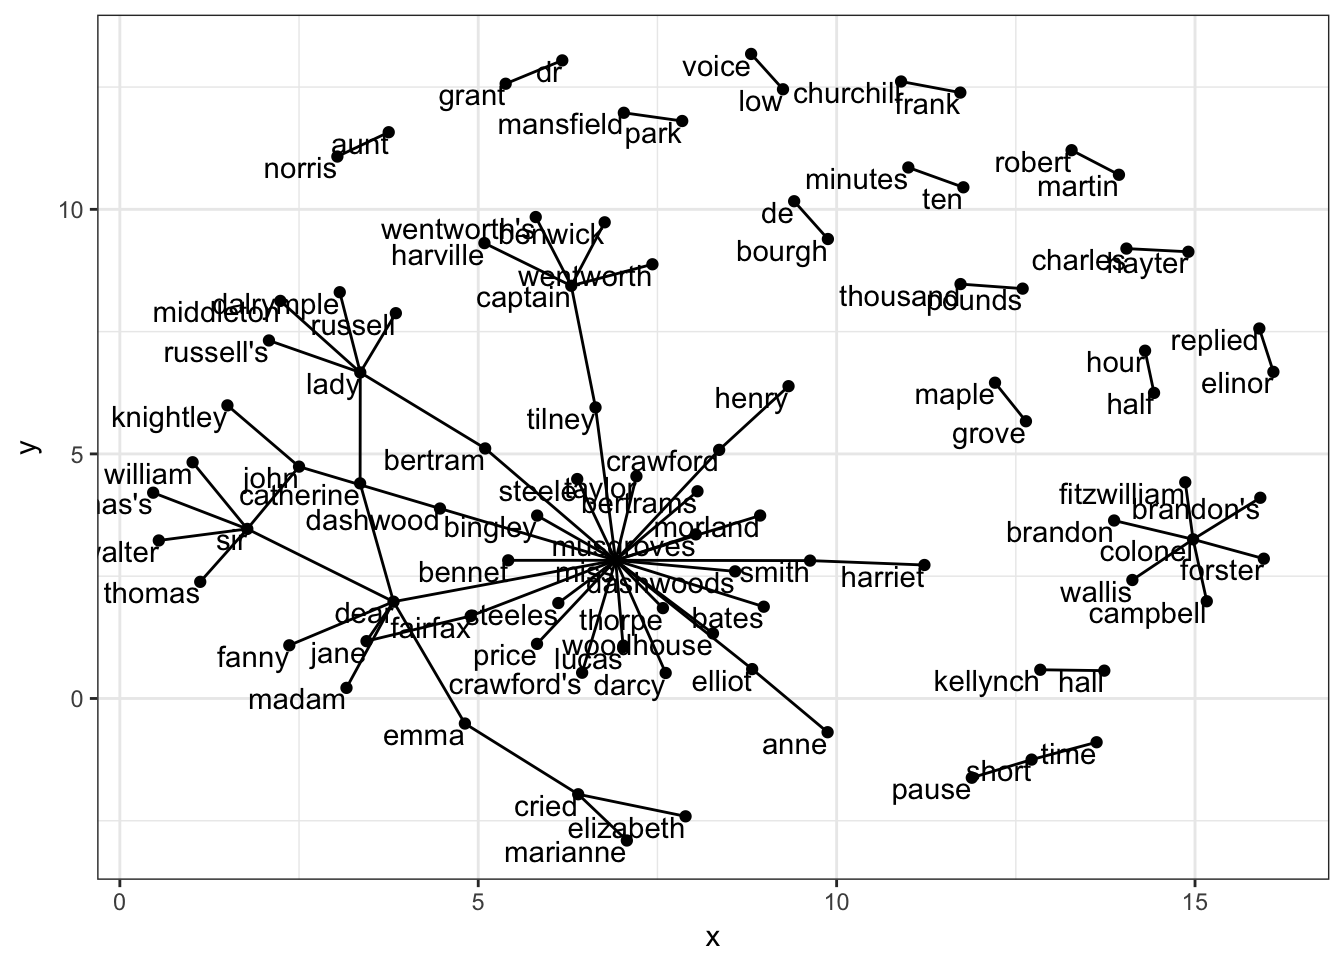 voice
dr
grant
low
churchill
frank
mansfield
park
aunt
norris
robert
martin
minutes
ten
10
de
bourgh
wentworth's
benwick
harville
wentworth
captain
charles
hayter
thousand
pounds
dalrymple
middleton
russell
russell's
lady
replied
elinor
hour
half
maple
grove
henry
tilney
knightley
5
bertram
crawford
william
john
catherine
steele
taylor
bertrams
as's
dashwood
bingley
morland
fitzwilliam
brandon's
brandon
colonel
forster
wallis
campbell
sir
alter
thomas
musgroves
miss
dashwoods
smith
harriet
bennet
dear
fairfax
steeles
thorpe
bates
woodhouse
fanny
jane
price
lucas
madam
crawford's
darcy
elliot
kellynch
hall
0
emma
anne
time
short
pause
cried
elizabeth
marianne
0
5
10
15
x
y